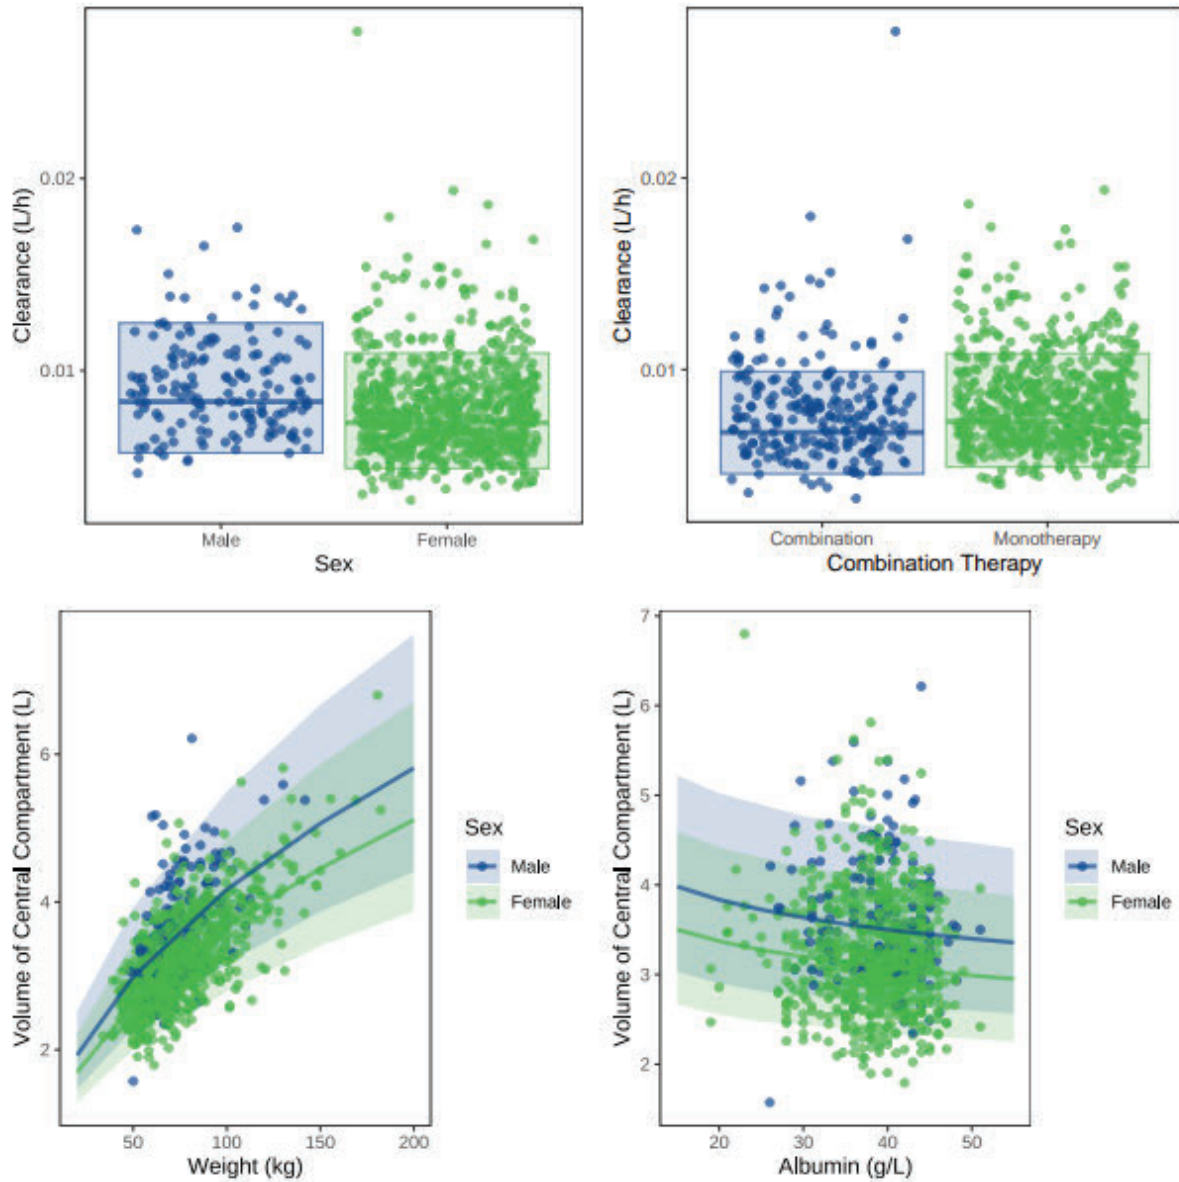 Clearance (L/h)
0.02
0.01
Male
Female
Sex
Clearance (L/h)
0.02
0.01
Combination
Monotherapy
Combination Therapy
Volume of Central Compartment (L)
6
4
2
50
100
150
200
Weight (kg)
Sex
Male
Female
Volume of Central Compartment (L)
7
6
5
4
3
2
20
30
40
50
Albumin (g/L)
Sex
Male
Female